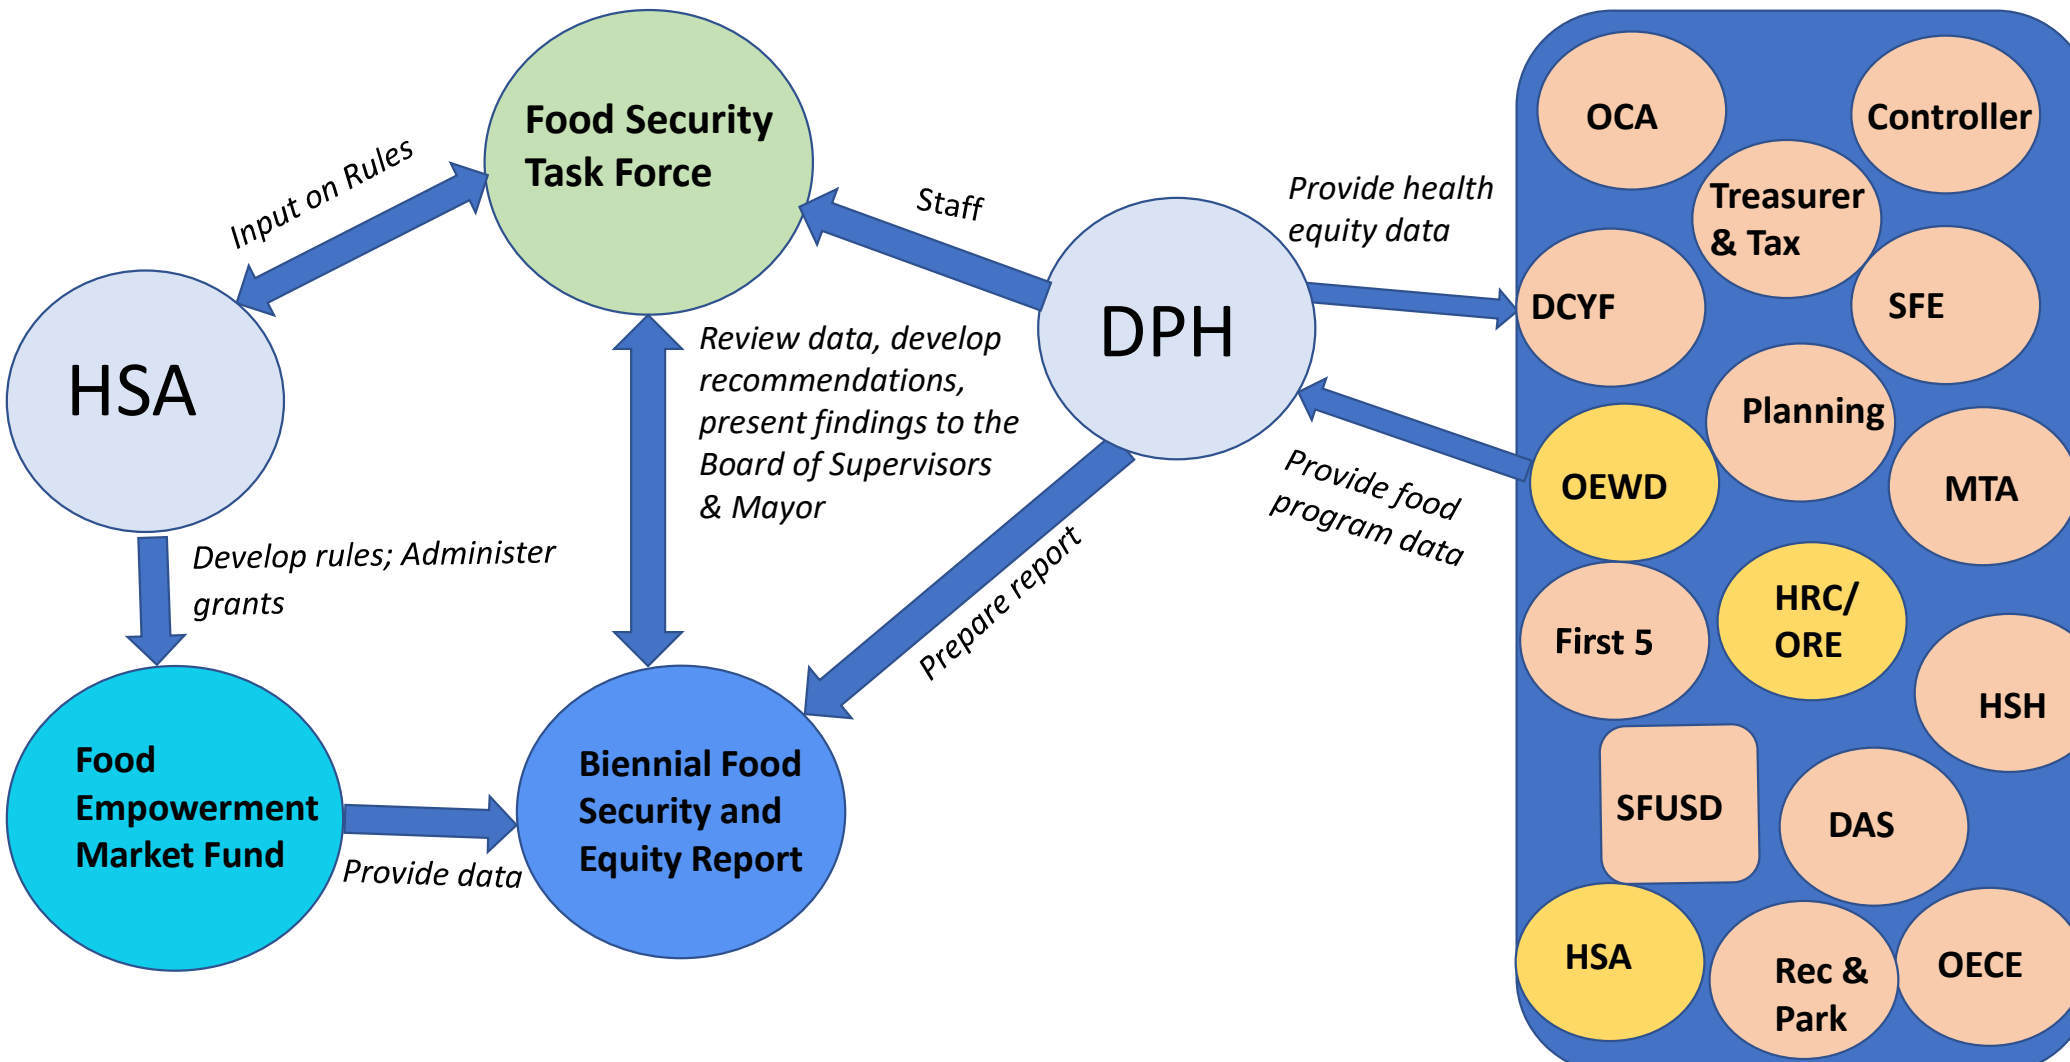 Food Security
Task Force
Input on Rules
Staff
HSA
DPH
Review data, develop
recommendations,
present findings to the
Board of Supervisors
& Mayor
Develop rules; Administer
grants
Prepare report
Food
Empowerment
Market Fund
Provide data
Biennial Food
Security and
Equity Report
Provide health
equity data
Provide food
program data
OCA
Controller
Treasurer
& Tax
DCYF
SFE
Planning
OEWD
MTA
HRC/
ORE
First 5
HSH
SFUSD
DAS
HSA
Rec &
Park
OECE